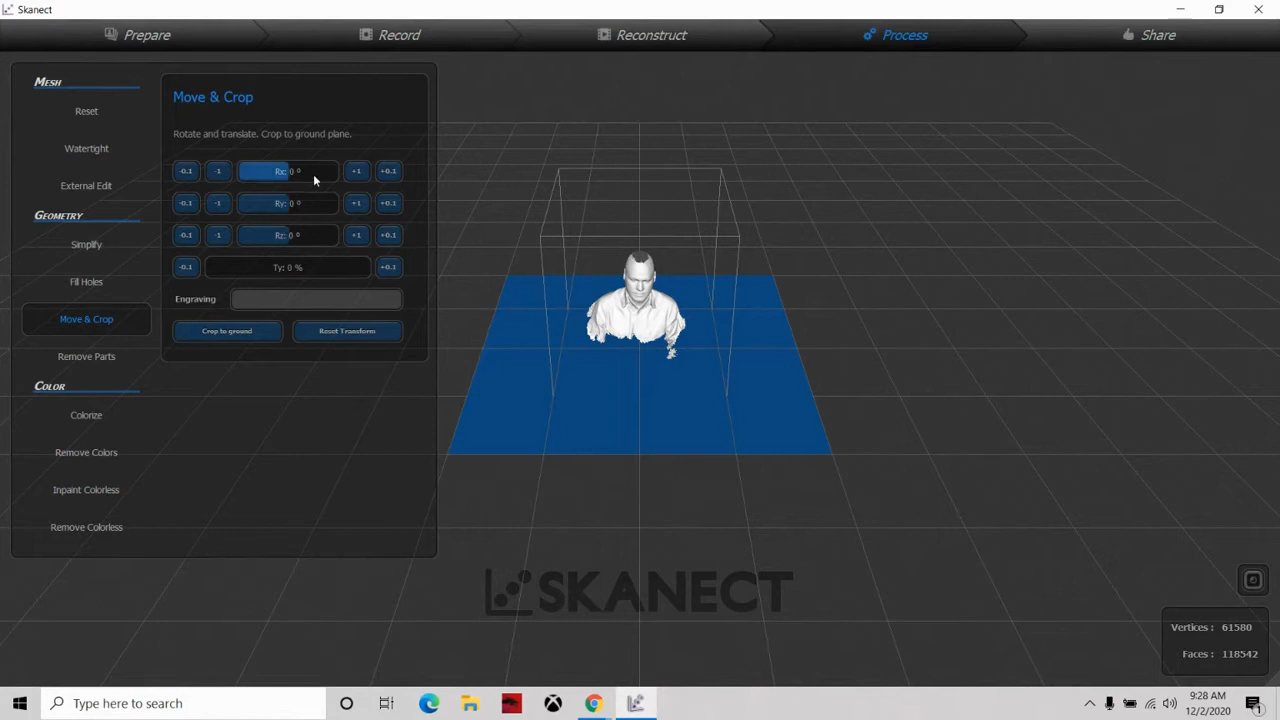 Skanect
Prepare Record Reconstruct Process Share
MESH
Reset
Watertight
External Edit
GEOMETRY
Simplify
Fill Holes
Move & Crop
Remove Parts
COLOR
Colorize
Remove Colors
Inpaint Colorless
Remove Colorless
Move & Crop
Rotate and translate. Crop to ground plane.
-0.1 -1 Rx: 0 º +1 +0.1
-0.1 -1 Ry: 0 º +1 +0.1
-0.1 -1 Rz: 0 º +1 +0.1
-0.1 Ty: 0 % +0.1
Engraving
Crop to ground Reset Transform
SKANECT
Vertices : 61580
Faces : 118542
Type here to search
9:28 AM
12/2/2020
1